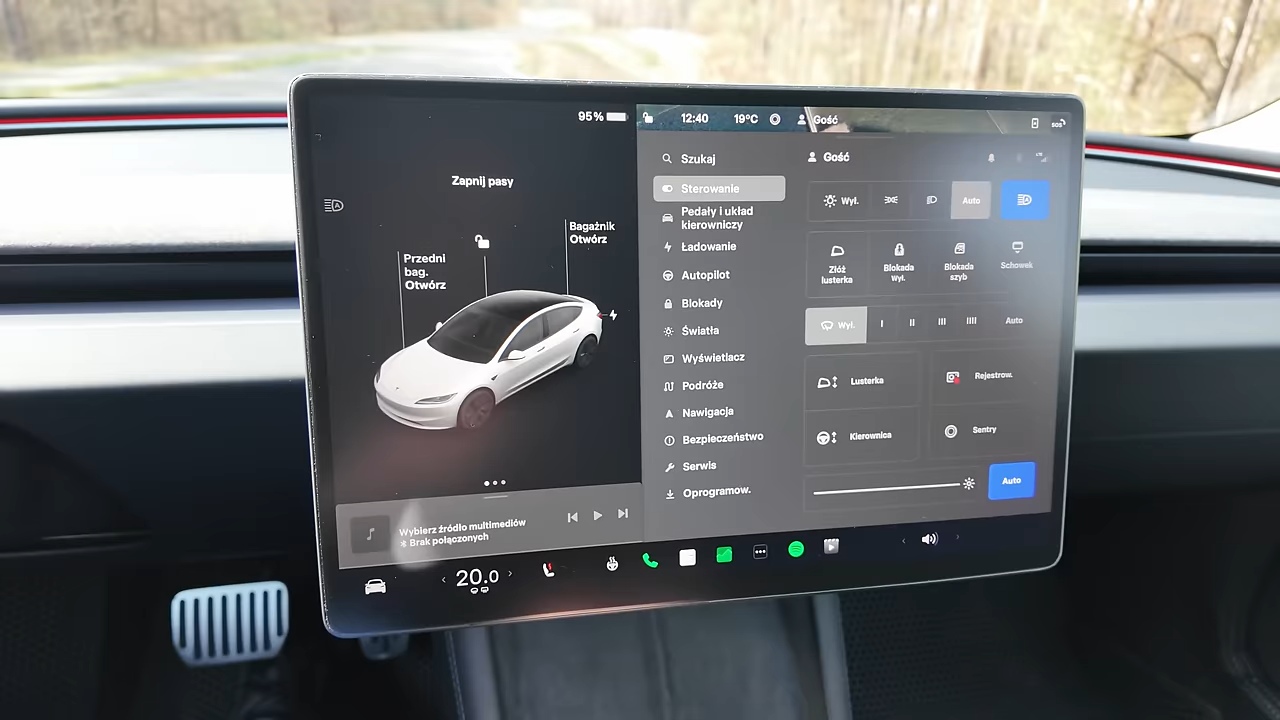 95%
Zapnij pasy
Bagażnik
Otwórz
Przedni
bag.
Otwórz
Wybierz źródło multimediów
Brak połączonych
12:40
19°C
Gość
SOS
Szukaj
Sterowanie
Pedały i układ
kierowniczy
Ładowanie
Autopilot
Blokady
Światła
Wyświetlacz
Podróże
Nawigacja
Bezpieczeństwo
Serwis
Oprogramow.
Gość
LTE
Wył.
Auto
Złóż
lusterka
Blokada
Wył.
Blokada
szyb
Schowek
Wył.
I
II
III
IIII
Auto
Lusterka
Rejestrow.
Kierownica
Sentry
Auto
20.0